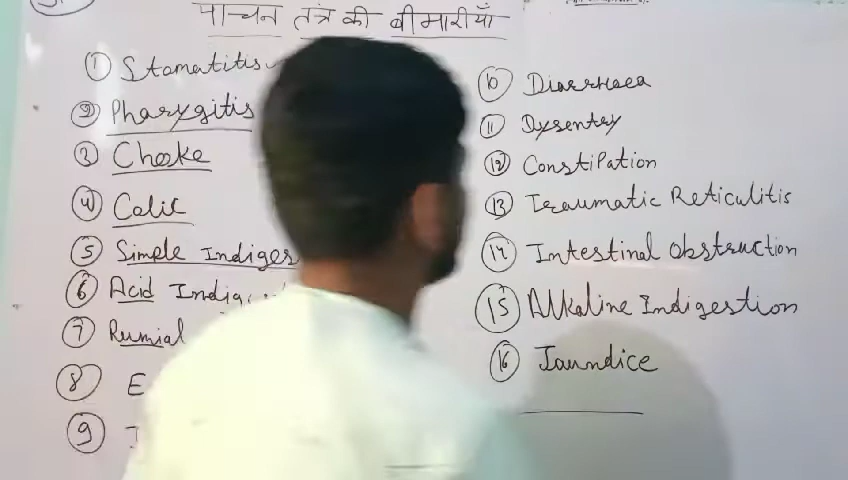 पाचन तंत्र की बीमारीयाँ
① Stomatitis
② Pharygitis
③ Choke
④ Colic
⑤ Simple Indiges
⑥ Acid Indig
⑦ Rumial
⑧ E
⑨ I
⑩ Diarrhoea
⑪ Dysentry
⑫ Constipation
⑬ Traumatic Reticulitis
⑭ Intestinal Obstruction
⑮ Alkaline Indigestion
⑯ Jaundice